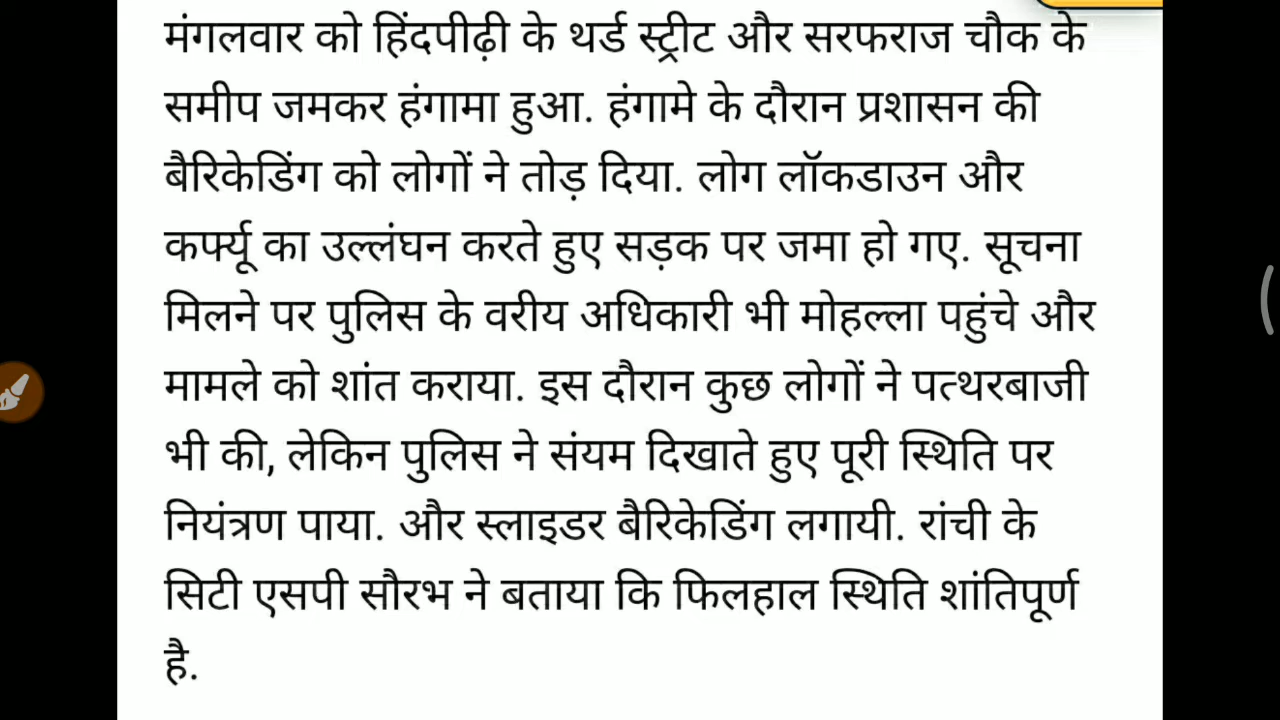 मंगलवार को हिंदपीढ़ी के थर्ड स्ट्रीट और सरफराज चौक के
समीप जमकर हंगामा हुआ. हंगामे के दौरान प्रशासन की
बैरिकेडिंग को लोगों ने तोड़ दिया. लोग लॉकडाउन और
कर्फ्यू का उल्लंघन करते हुए सड़क पर जमा हो गए. सूचना
मिलने पर पुलिस के वरीय अधिकारी भी मोहल्ला पहुंचे और
मामले को शांत कराया. इस दौरान कुछ लोगों ने पत्थरबाजी
भी की, लेकिन पुलिस ने संयम दिखाते हुए पूरी स्थिति पर
नियंत्रण पाया. और स्लाइडर बैरिकेडिंग लगायी. रांची के
सिटी एसपी सौरभ ने बताया कि फिलहाल स्थिति शांतिपूर्ण
है.